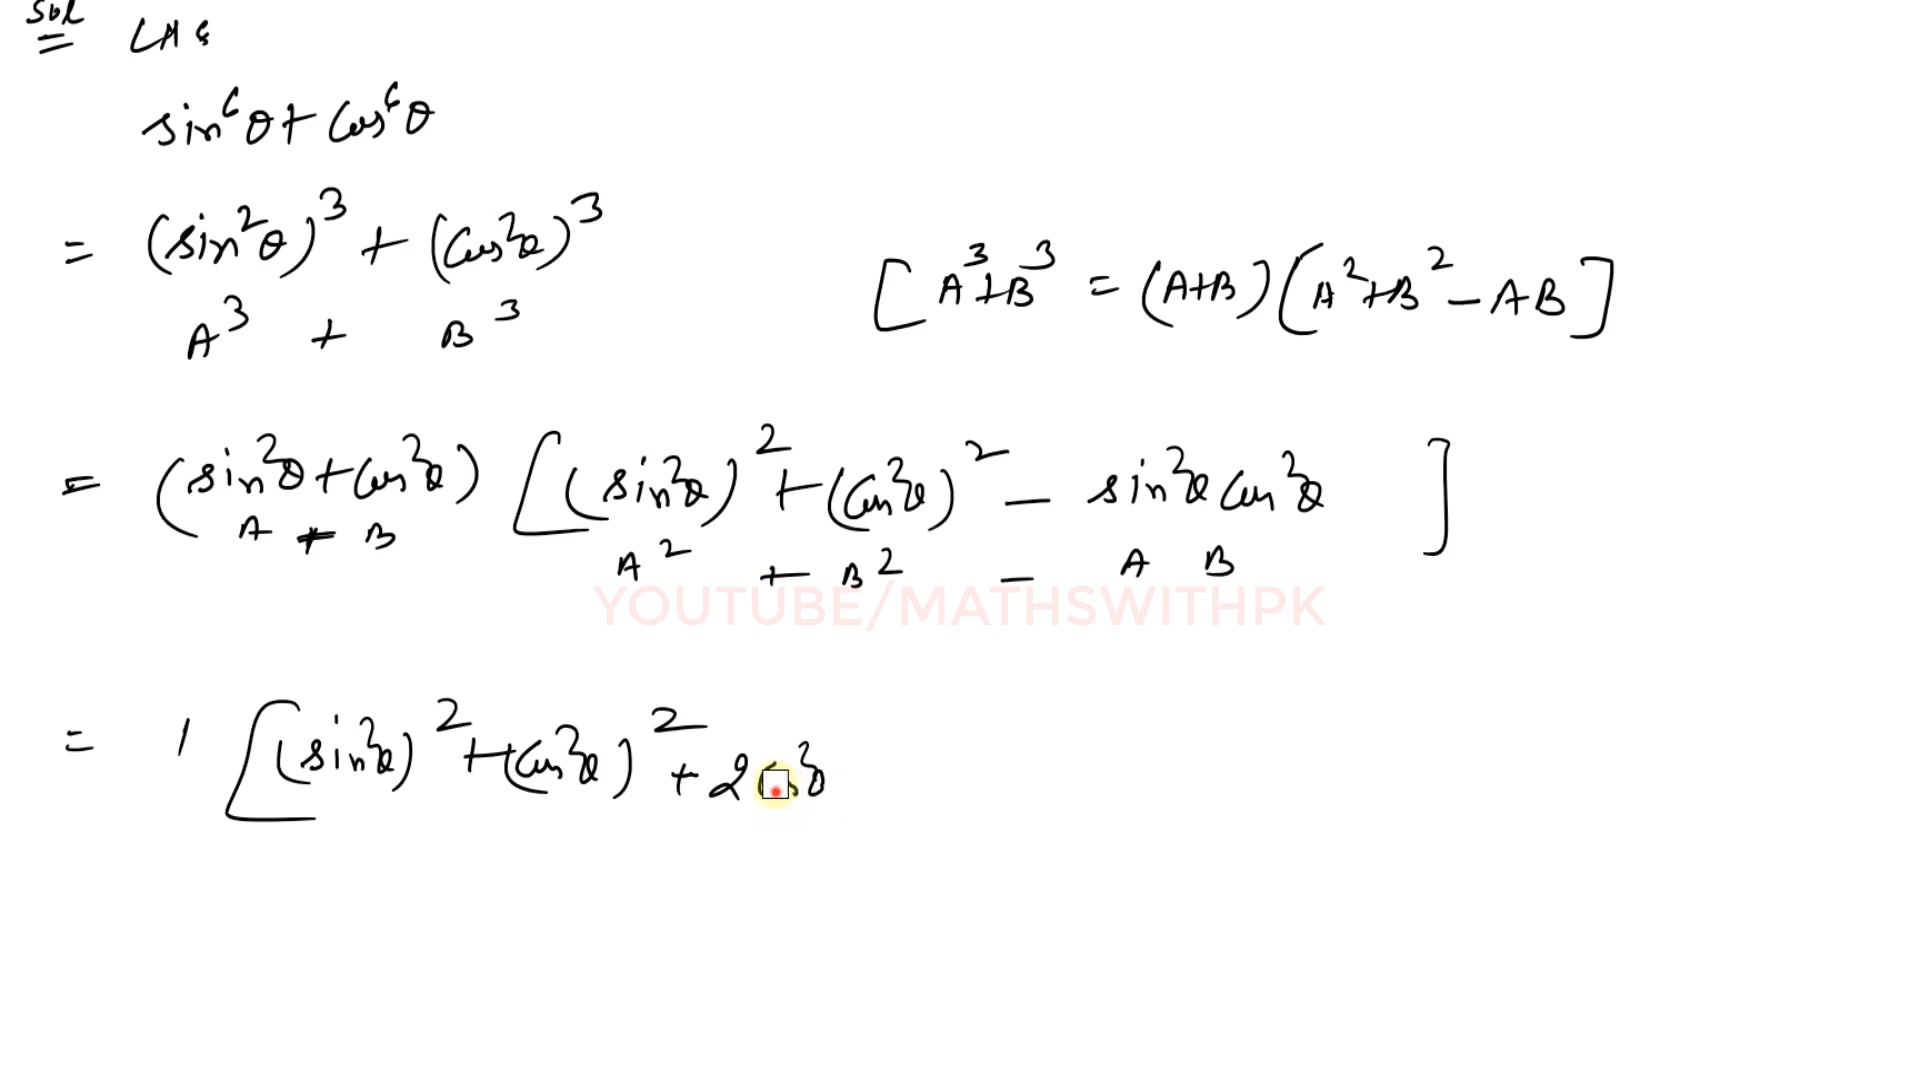 Sol LHS
sin⁶θ + cos⁶θ
= (sin²θ)³ + (cos²θ)³
A³ + B³
[A³+B³ = (A+B)(A²+B²-AB]
= (sin²θ + cos²θ) [(sin²θ)² + (cos²θ)² - sin²θ cos²θ ]
A + B A² + B² - A B
YOUTUBE/MATHSWITHPK
= 1 [(sin²θ)² + (cos²θ)² + 2